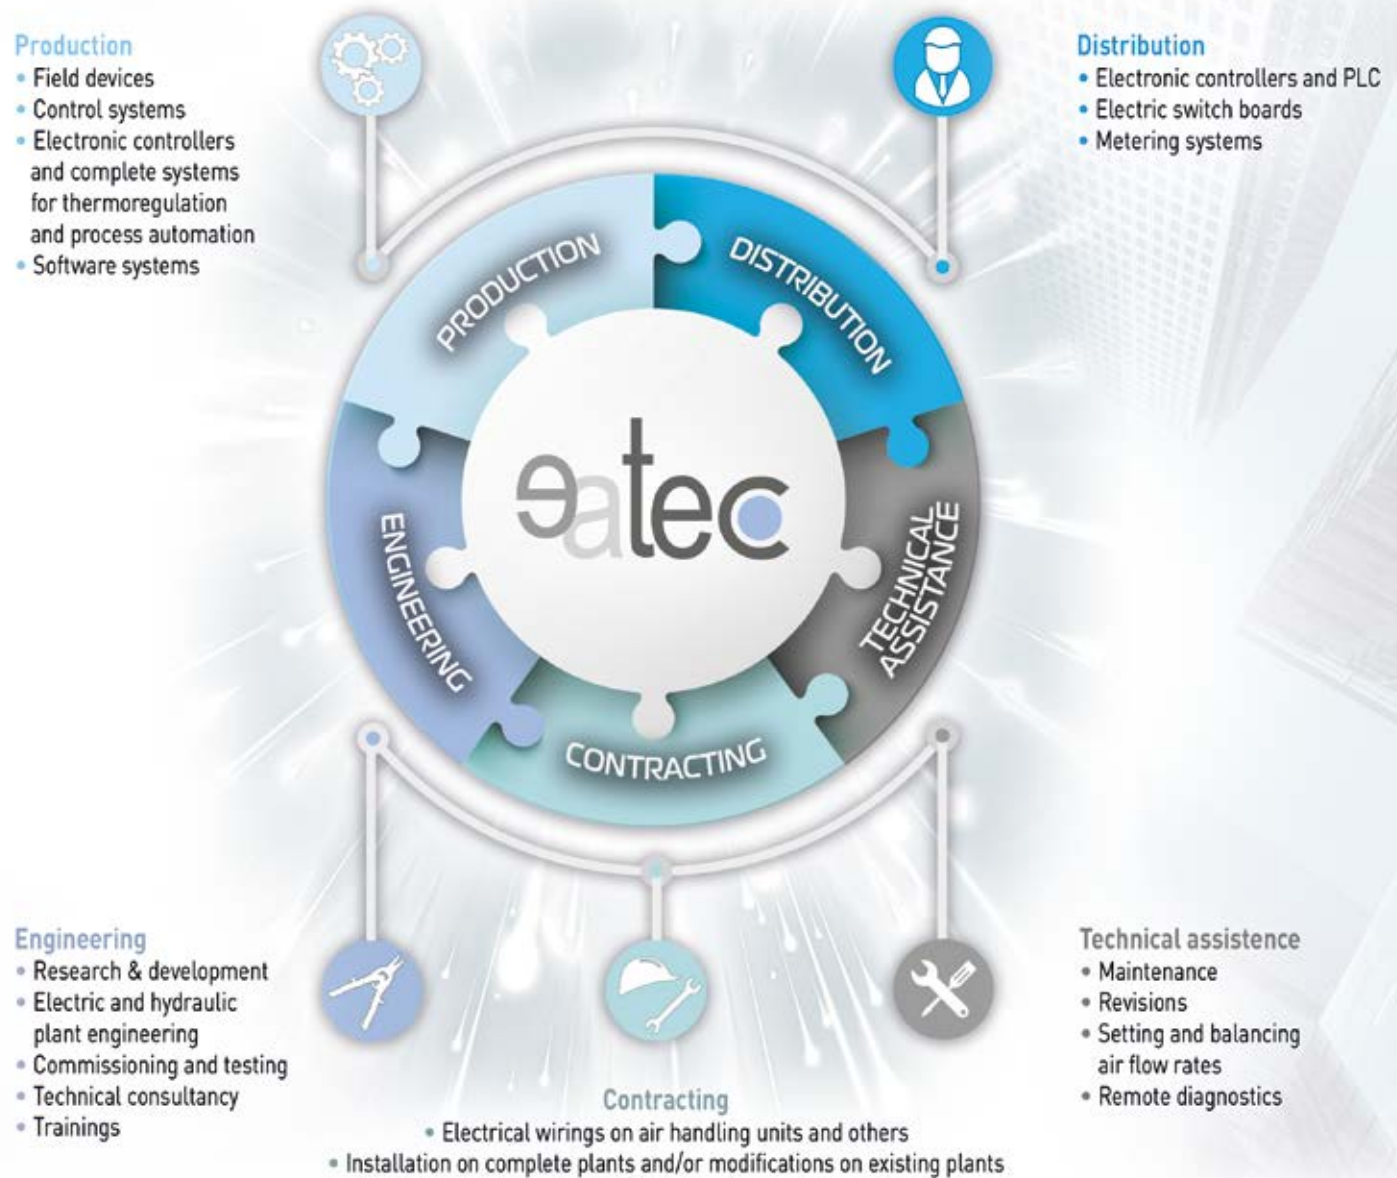 Production
• Field devices
• Control systems
• Electronic controllers
and complete systems
for thermoregulation
and process automation
• Software systems
Distribution
• Electronic controllers and PLC
• Electric switch boards
• Metering systems
PRODUCTION
DISTRIBUTION
eatec
ENGINEERING
TECHNICAL
ASSISTANCE
CONTRACTING
Engineering
• Research & development
• Electric and hydraulic
plant engineering
• Commissioning and testing
• Technical consultancy
• Trainings
Contracting
• Electrical wirings on air handling units and others
• Installation on complete plants and/or modifications on existing plants
Technical assistence
• Maintenance
• Revisions
• Setting and balancing
air flow rates
• Remote diagnostics